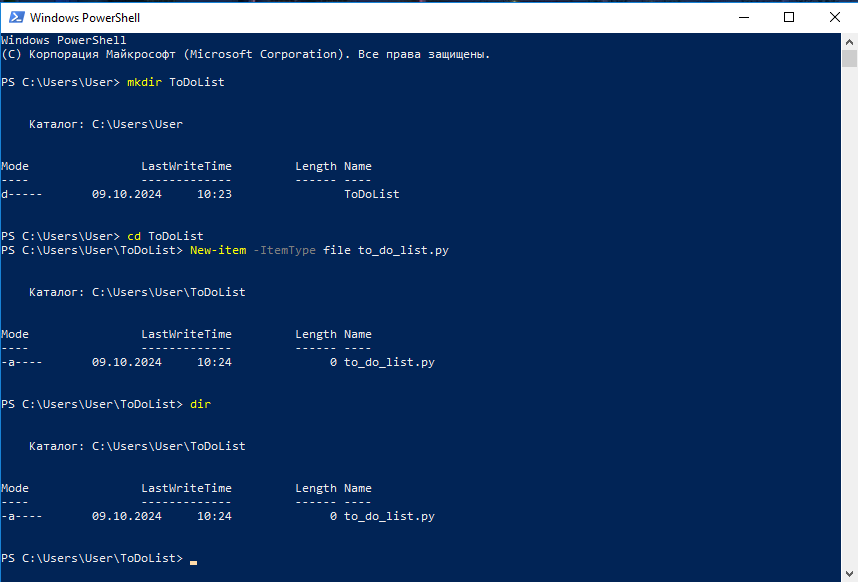 Windows PowerShell
Windows PowerShell
(C) Корпорация Майкрософт (Microsoft Corporation). Все права защищены.
PS C:\Users\User> mkdir ToDoList
Каталог: C:\Users\User
Mode LastWriteTime Length Name
---- ------------- ------ ----
d----- 09.10.2024 10:23 ToDoList
PS C:\Users\User> cd ToDoList
PS C:\Users\User\ToDoList> New-item -ItemType file to_do_list.py
Каталог: C:\Users\User\ToDoList
Mode LastWriteTime Length Name
---- ------------- ------ ----
-a---- 09.10.2024 10:24 0 to_do_list.py
PS C:\Users\User\ToDoList> dir
Каталог: C:\Users\User\ToDoList
Mode LastWriteTime Length Name
---- ------------- ------ ----
-a---- 09.10.2024 10:24 0 to_do_list.py
PS C:\Users\User\ToDoList>